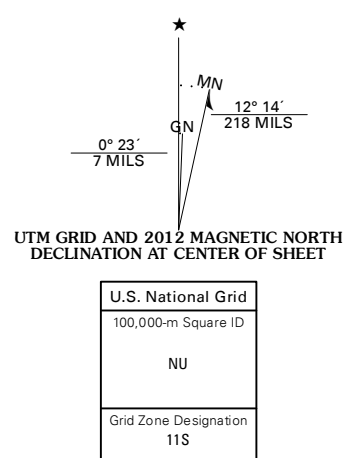 ★
MN
GN
12° 14´
218 MILS
0° 23´
7 MILS
UTM GRID AND 2012 MAGNETIC NORTH
DECLINATION AT CENTER OF SHEET
U.S. National Grid
100,000-m Square ID
NU
Grid Zone Designation
11S